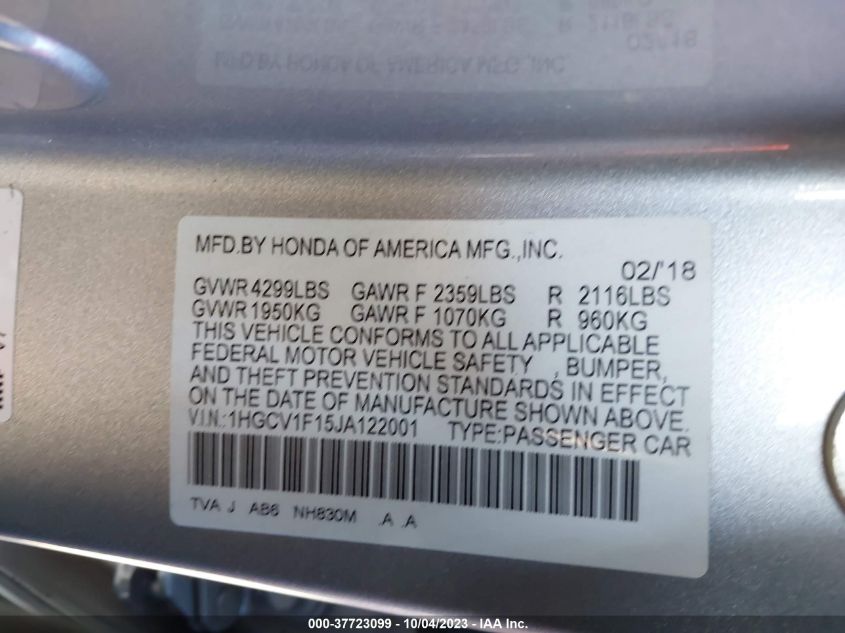 MFD.BY HONDA OF AMERICA MFG.,INC.
02/'18
GVWR 4299LBS GAWR F 2359LBS R 2116LBS
GVWR 1950KG GAWR F 1070KG R 960KG
THIS VEHICLE CONFORMS TO ALL APPLICABLE
FEDERAL MOTOR VEHICLE SAFETY , BUMPER,
AND THEFT PREVENTION STANDARDS IN EFFECT
ON THE DATE OF MANUFACTURE SHOWN ABOVE.
V.I.N.:1HGCV1F15JA122001 TYPE:PASSENGER CAR
TVA J AB6 NH830M .A .A
000-37723099 - 10/04/2023 - IAA Inc.